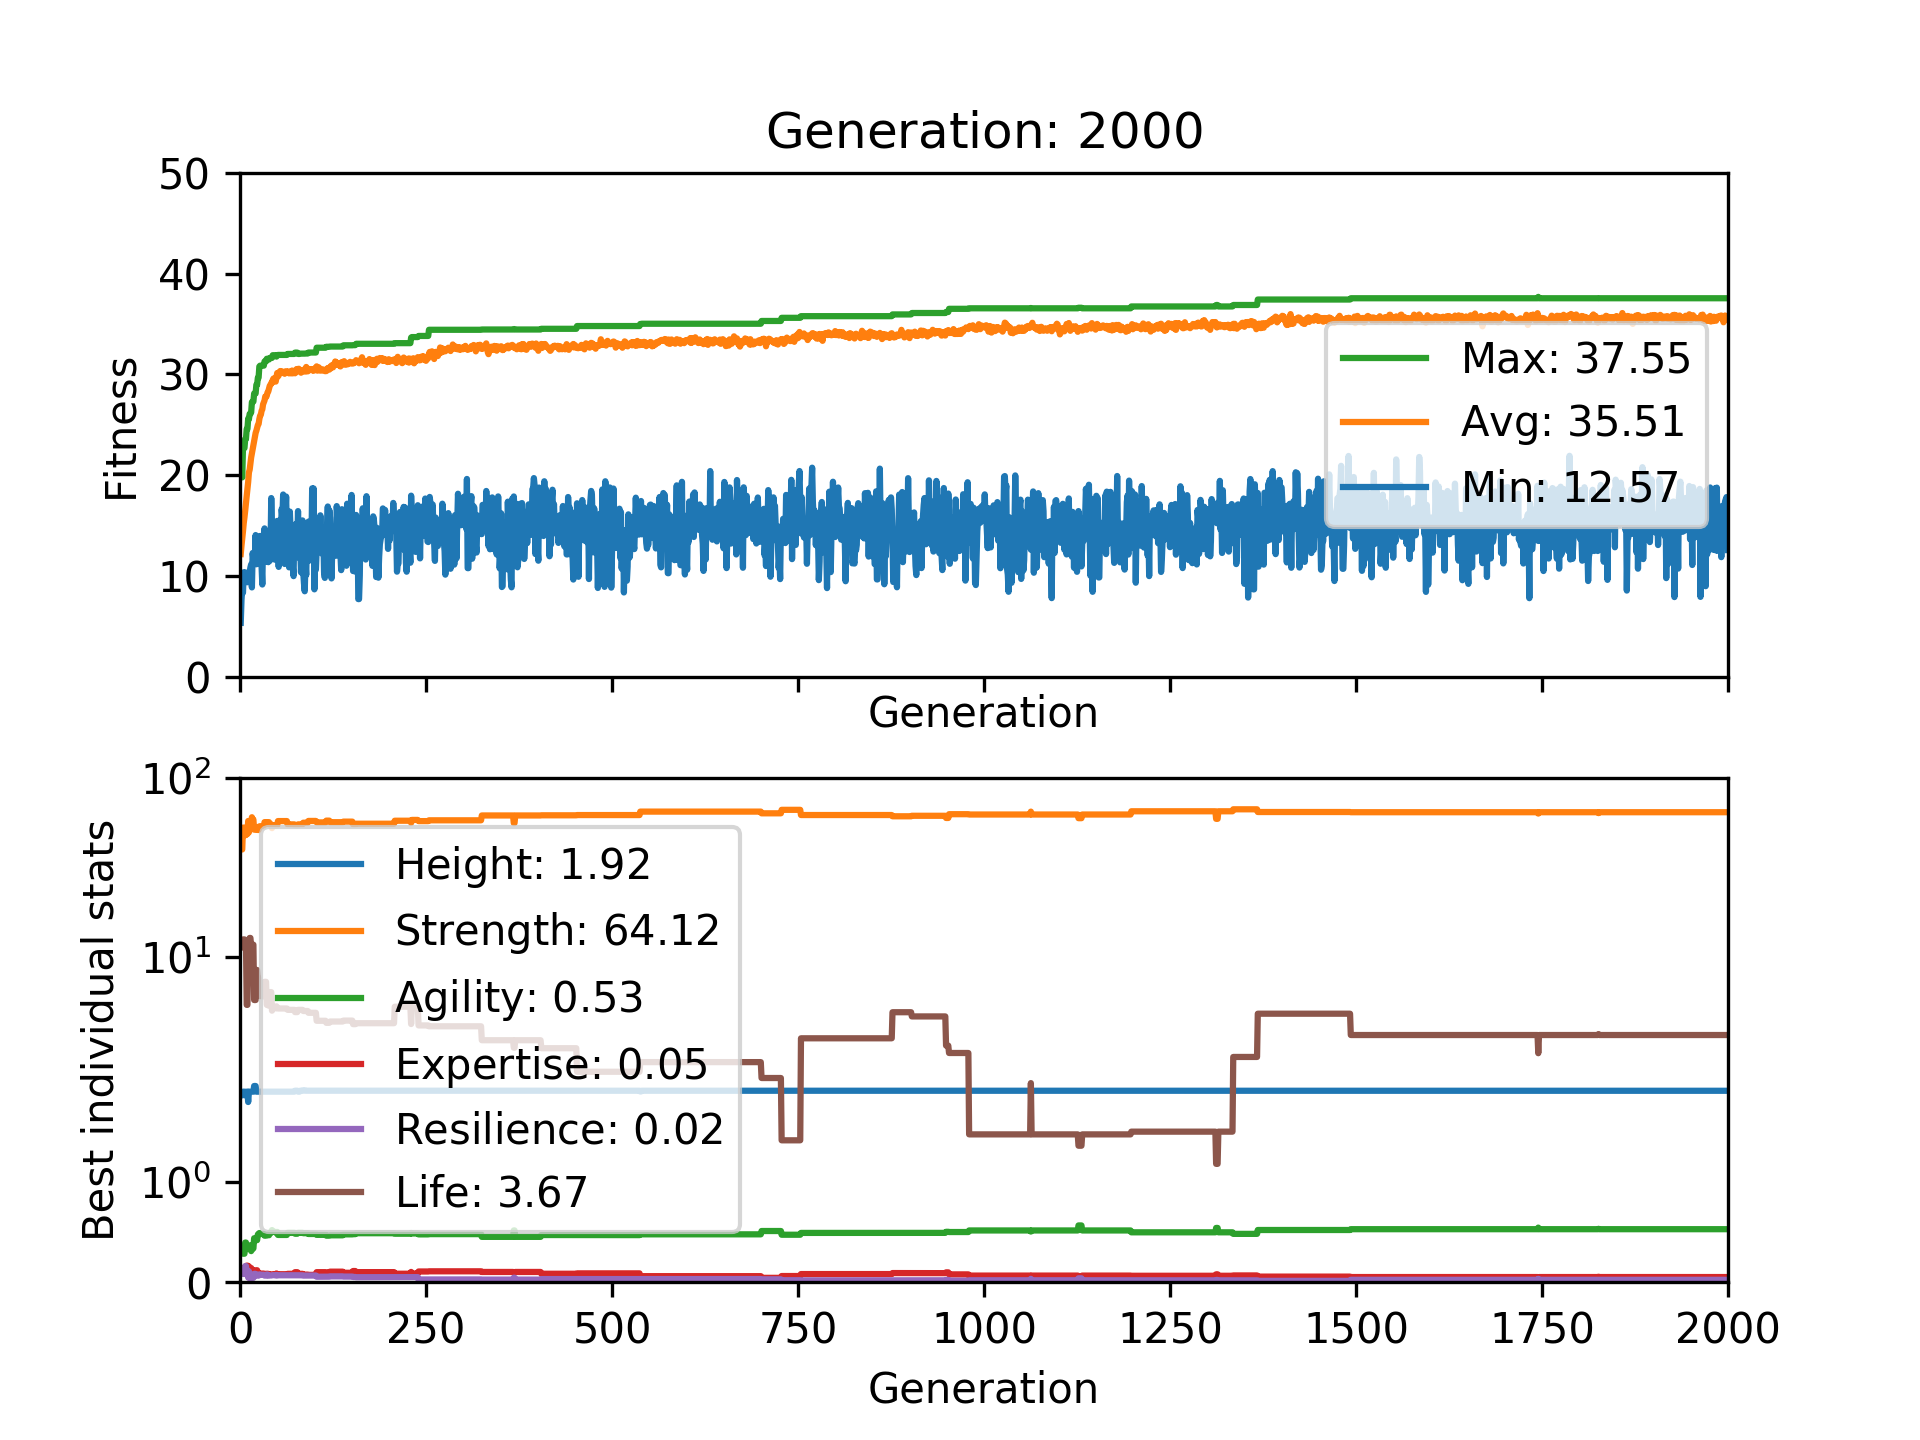 Generation: 2000
50
40
30
20
10
0
Fitness
Max: 37.55
Avg: 35.51
Min: 12.57
Generation
10²
10¹
10⁰
0
Best individual stats
Height: 1.92
Strength: 64.12
Agility: 0.53
Expertise: 0.05
Resilience: 0.02
Life: 3.67
0 250 500 750 1000 1250 1500 1750 2000
Generation